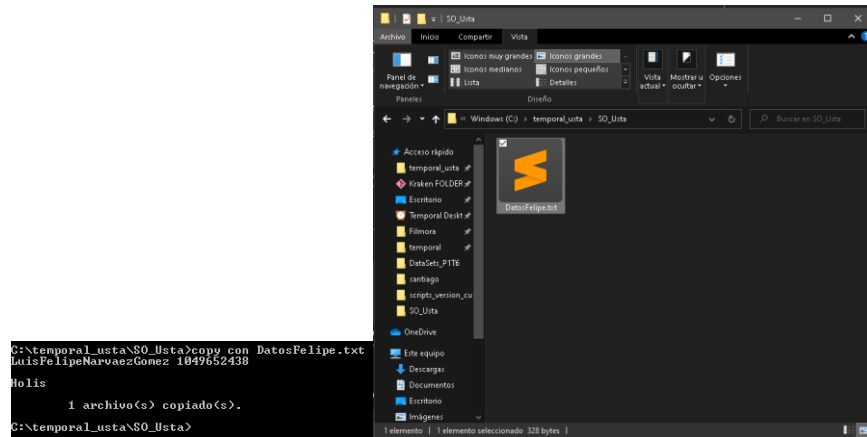 C:\temporal_usta\SO_Usta>copy con DatosFelipe.txt
LuisFelipeNarvaezGomez 1049652438
Holis
1 archivo(s) copiado(s).
C:\temporal_usta\SO_Usta>
SO_Usta
Archivo Inicio Compartir Vista
Panel de navegación
Iconos muy grandes Iconos grandes
Iconos medianos Iconos pequeños
Lista Detalles
Vista actual
Mostrar u ocultar
Opciones
Paneles Diseño
« Windows (C:) > temporal_usta > SO_Usta
Buscar en SO_Usta
Acceso rápido
temporal_usta
Kraken FOLDER
Escritorio
Temporal Deskt
Filmora
temporal
DataSets_P1T6
santiago
scripts_version_cu
SO_Usta
OneDrive
Este equipo
Descargas
Documentos
Escritorio
Imágenes
DatosFelipe.txt
1 elemento | 1 elemento seleccionado 328 bytes |